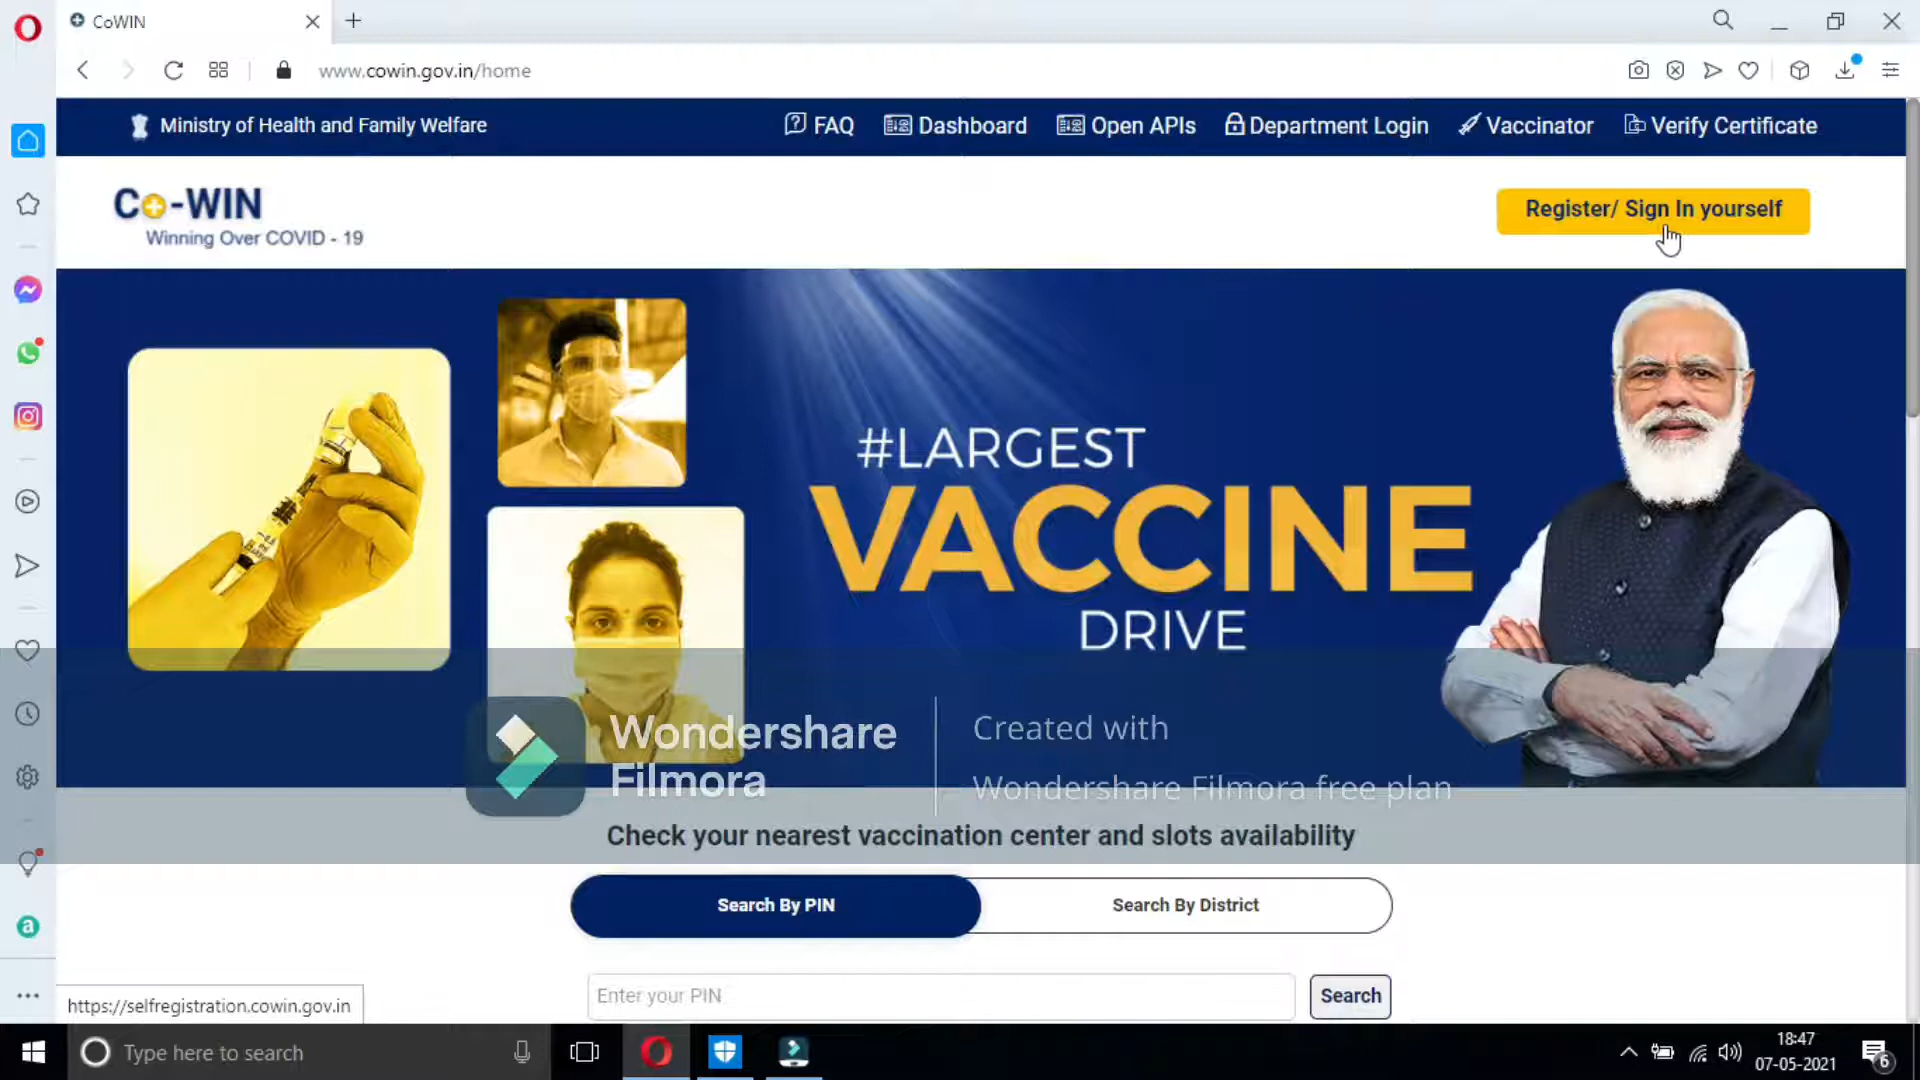 CoWIN
www.cowin.gov.in/home
Ministry of Health and Family Welfare
FAQ
Dashboard
Open APIs
Department Login
Vaccinator
Verify Certificate
Co-WIN
Winning Over COVID - 19
Register/ Sign In yourself
#LARGEST
VACCINE
DRIVE
Wondershare
Filmora
Created with
Wondershare Filmora free plan
Check your nearest vaccination center and slots availability
Search By PIN
Search By District
Enter your PIN
Search
https://selfregistration.cowin.gov.in
Type here to search
18:47
07-05-2021
6